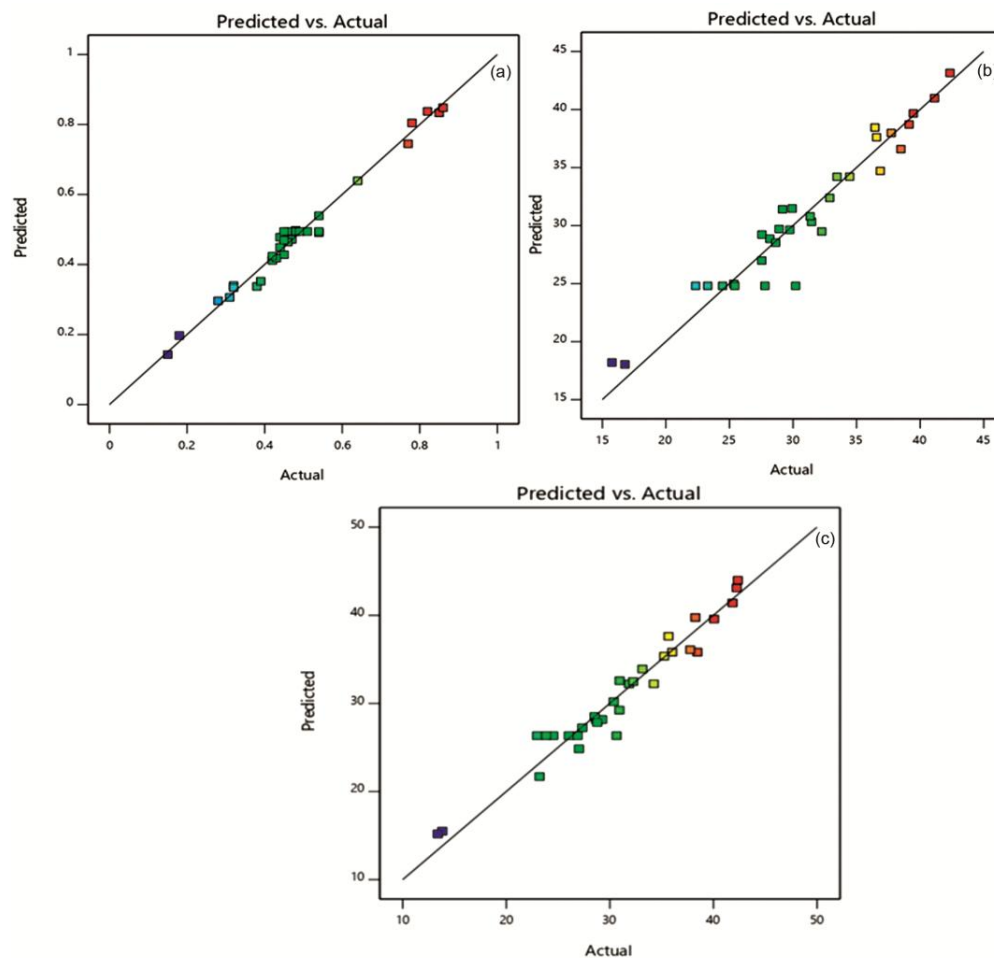 Predicted vs. Actual
(a)
Predicted
1
0.8
0.6
0.4
0.2
0
0 0.2 0.4 0.6 0.8 1
Actual
Predicted vs. Actual
(b)
Predicted
45
40
35
30
25
20
15
15 20 25 30 35 40 45
Actual
Predicted vs. Actual
(c)
Predicted
50
40
30
20
10
10 20 30 40 50
Actual